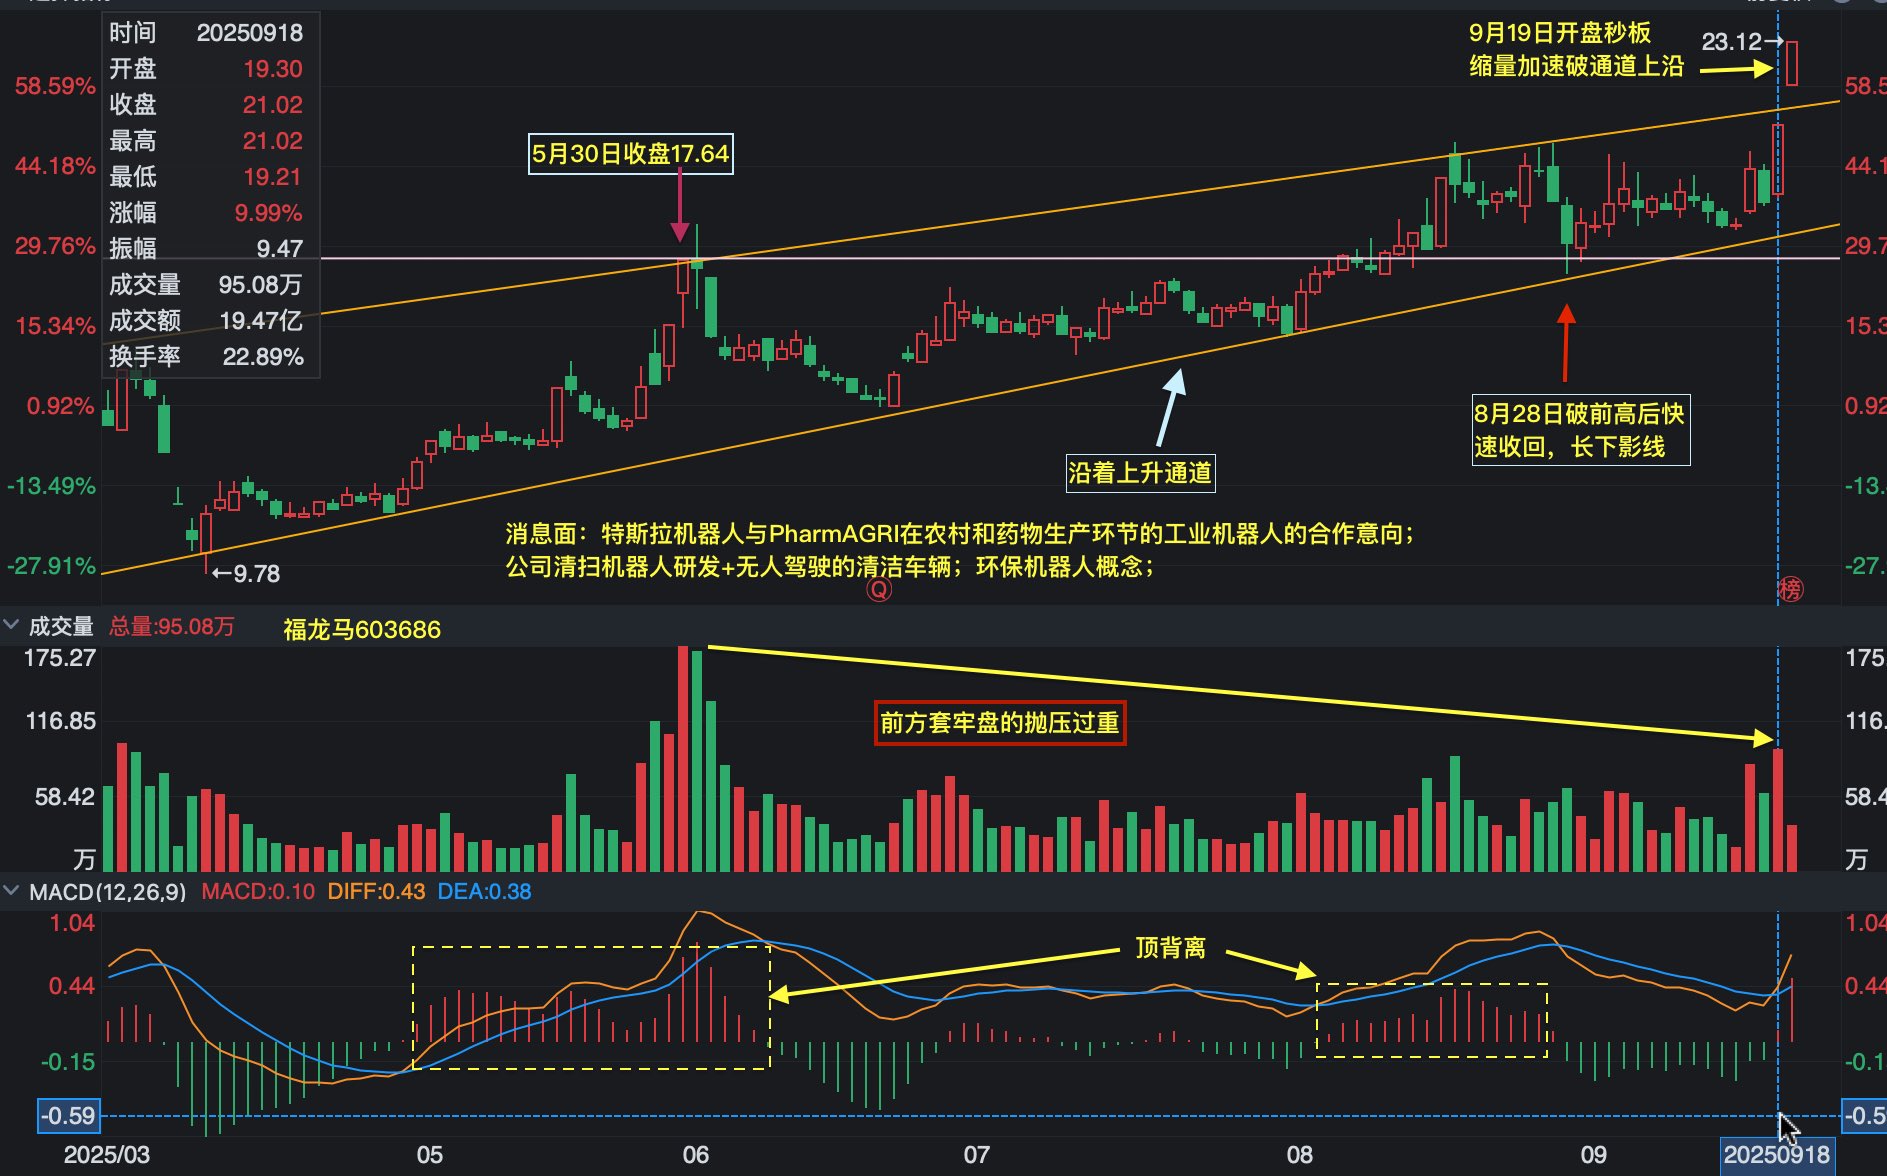 时间 20250918
开盘 19.30
收盘 21.02
最高 21.02
最低 19.21
涨幅 9.99%
振幅 9.47
成交量 95.08万
成交额 19.47亿
换手率 22.89%
9月19日开盘秒板
缩量加速破通道上沿
23.12→
58.59%
44.18%
29.76%
15.34%
0.92%
-13.49%
-27.91%
58.5
44.1
29.7
15.3
0.92
-13.
-27.
5月30日收盘17.64
8月28日破前高后快
速收回，长下影线
沿着上升通道
消息面：特斯拉机器人与PharmAGRI在农村和药物生产环节的工业机器人的合作意向；
公司清扫机器人研发+无人驾驶的清洁车辆；环保机器人概念；
←9.78
Q
榜
成交量 总量:95.08万 福龙马603686
175.27
116.85
58.42
万
175.
116.
58.4
万
前方套牢盘的抛压过重
MACD(12,26,9) MACD:0.10 DIFF:0.43 DEA:0.38
1.04
0.44
-0.15
-0.59
1.04
0.44
-0.1
-0.5
顶背离
2025/03 05 06 07 08 09 20250918